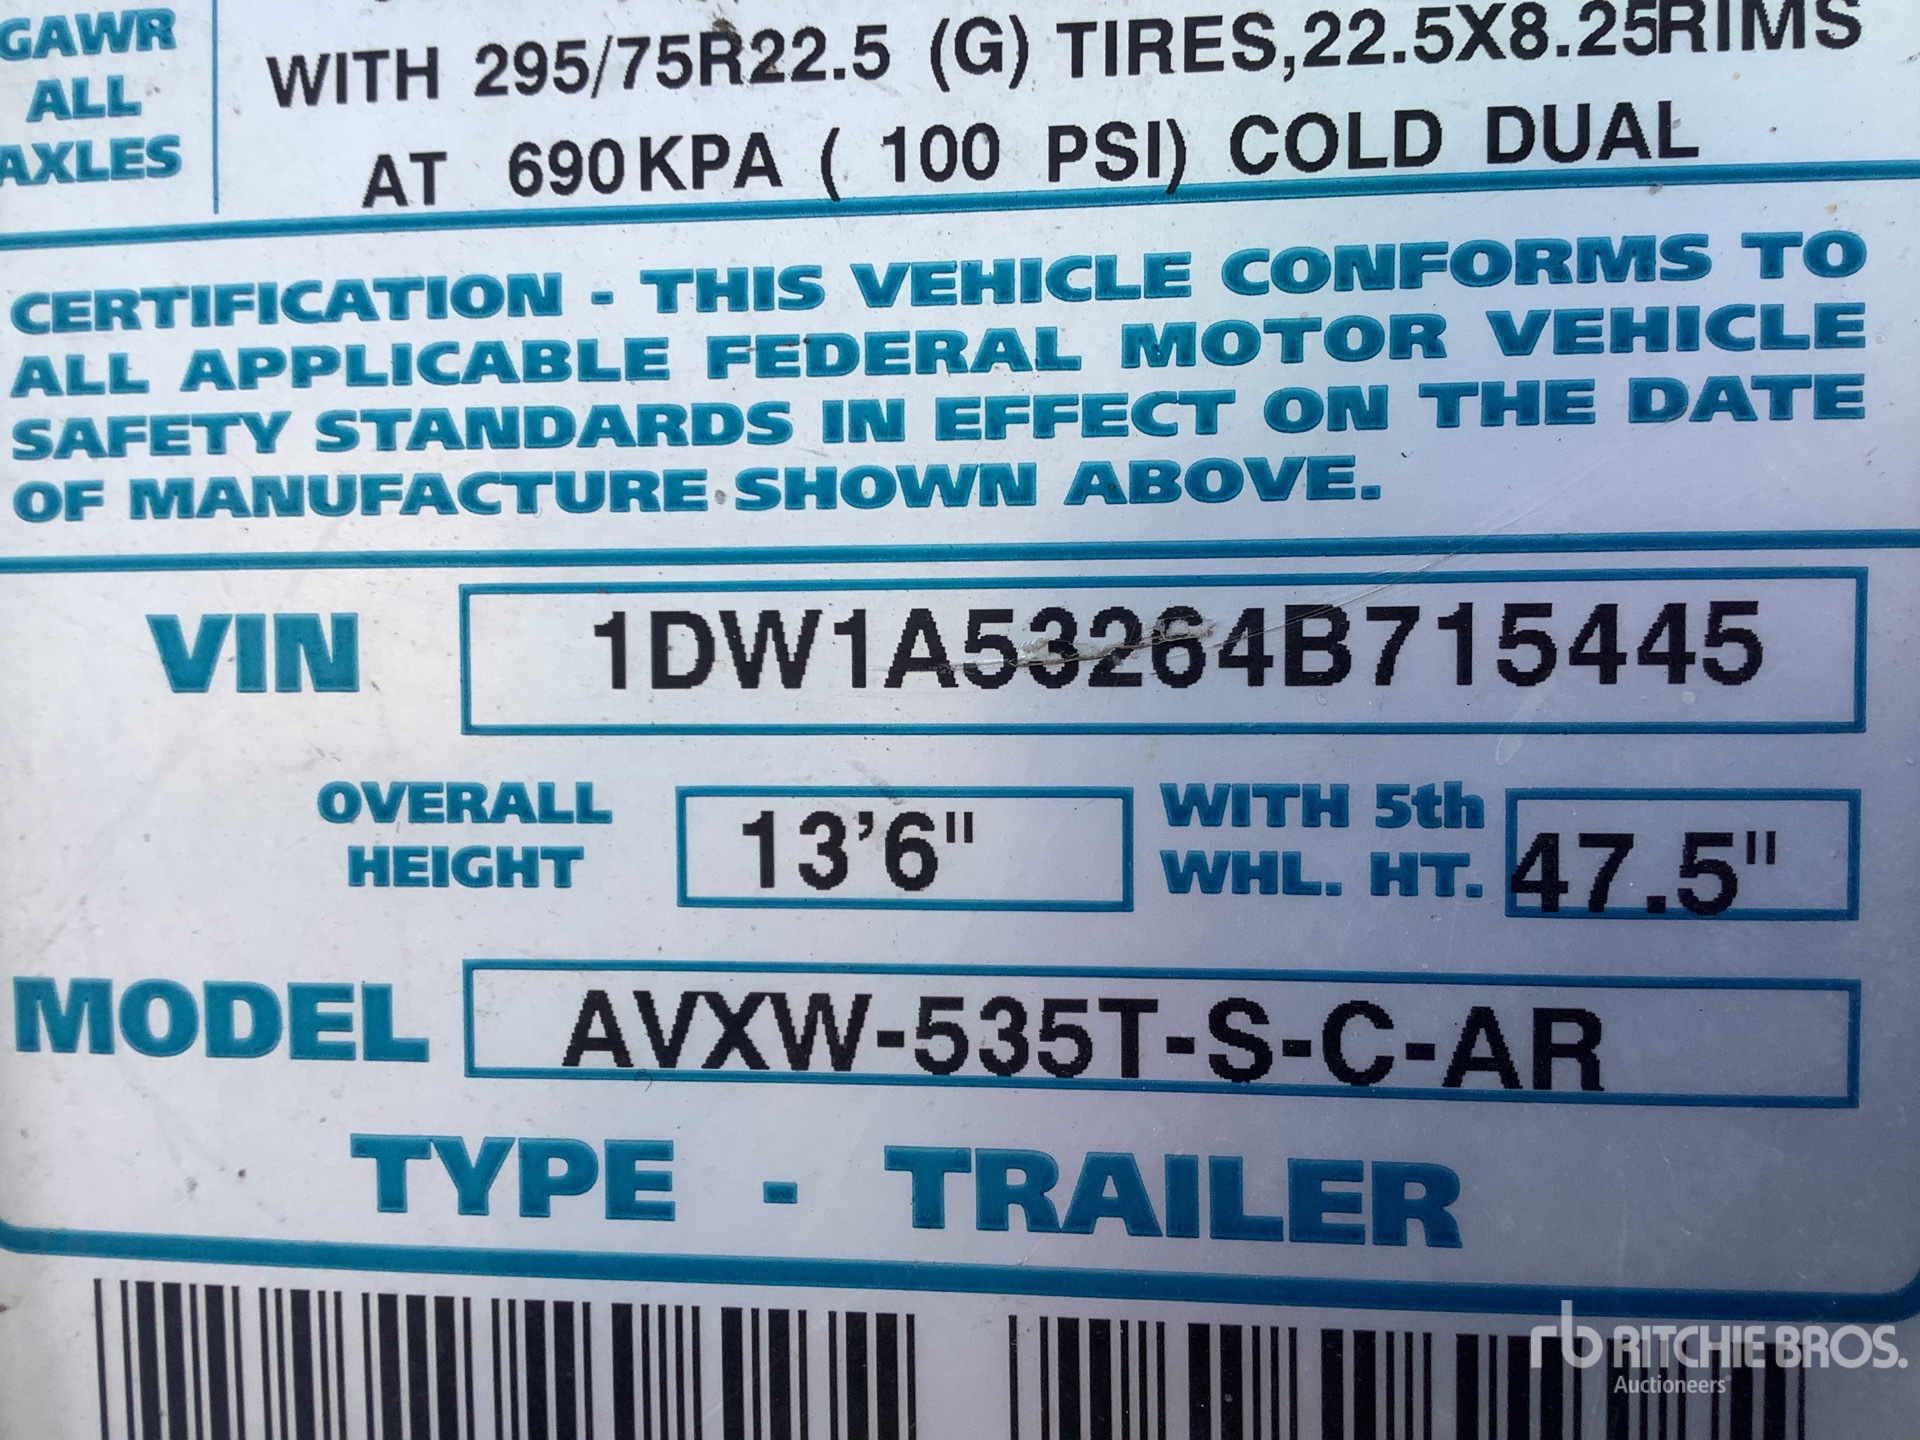 GAWR
ALL
AXLES
WITH 295/75R22.5 (G) TIRES,22.5X8.25RIMS
AT 690KPA ( 100 PSI) COLD DUAL
CERTIFICATION - THIS VEHICLE CONFORMS TO
ALL APPLICABLE FEDERAL MOTOR VEHICLE
SAFETY STANDARDS IN EFFECT ON THE DATE
OF MANUFACTURE SHOWN ABOVE.
VIN 1DW1A53264B715445
OVERALL
HEIGHT
13'6"
WITH 5th
WHL. HT.
47.5"
MODEL AVXW-535T-S-C-AR
TYPE - TRAILER
rb RITCHIE BROS.
Auctioneers